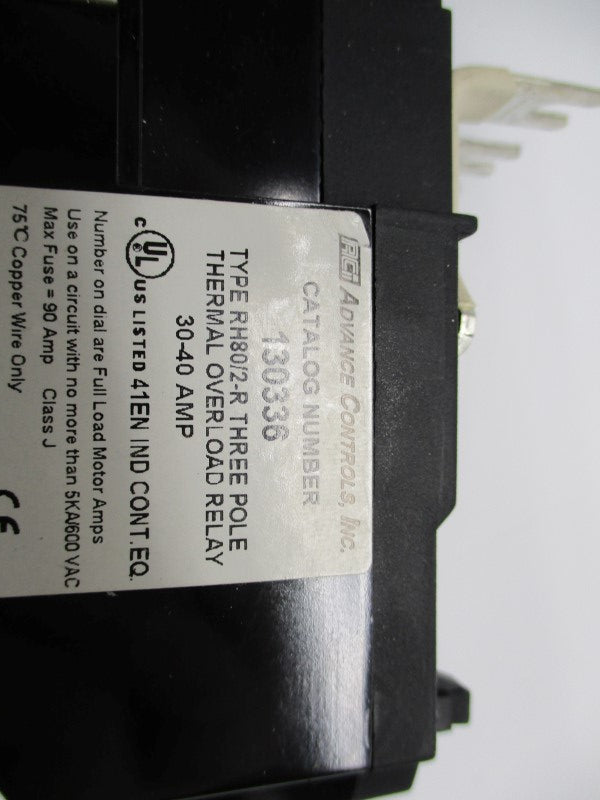 ACI ADVANCE CONTROLS, INC.
CATALOG NUMBER
130336
TYPE RH80/2-R THREE POLE
THERMAL OVERLOAD RELAY
30-40 AMP
C UL US LISTED 41EN IND CONT. EQ.
Number on dial are Full Load Motor Amps
Use on a circuit with no more than 5KA/600 VAC
Max Fuse = 90 Amp Class J
75℃ Copper Wire Only
CE